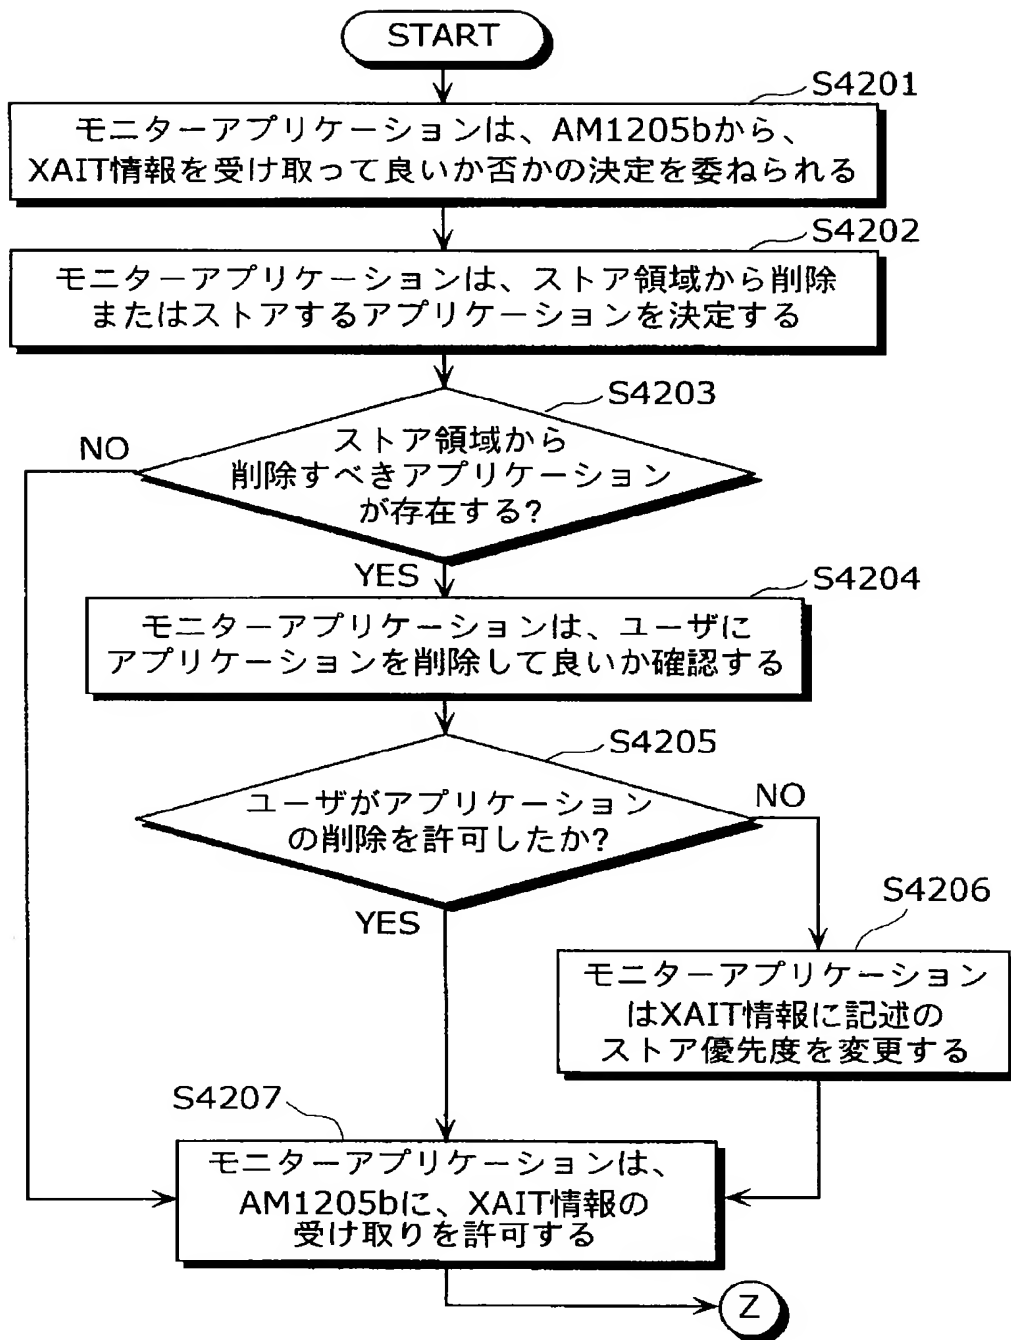 START
S4201
モニターアプリケーションは、AM1205bから、
XAIT情報を受け取って良いか否かの決定を委ねられる
S4202
モニターアプリケーションは、ストア領域から削除
またはストアするアプリケーションを決定する
S4203
NO
ストア領域から
削除すべきアプリケーション
が存在する?
YES
S4204
モニターアプリケーションは、ユーザに
アプリケーションを削除して良いか確認する
S4205
ユーザがアプリケーション
の削除を許可したか?
NO
YES
S4206
モニターアプリケーション
はXAIT情報に記述の
ストア優先度を変更する
S4207
モニターアプリケーションは、
AM1205bに、XAIT情報の
受け取りを許可する
Z